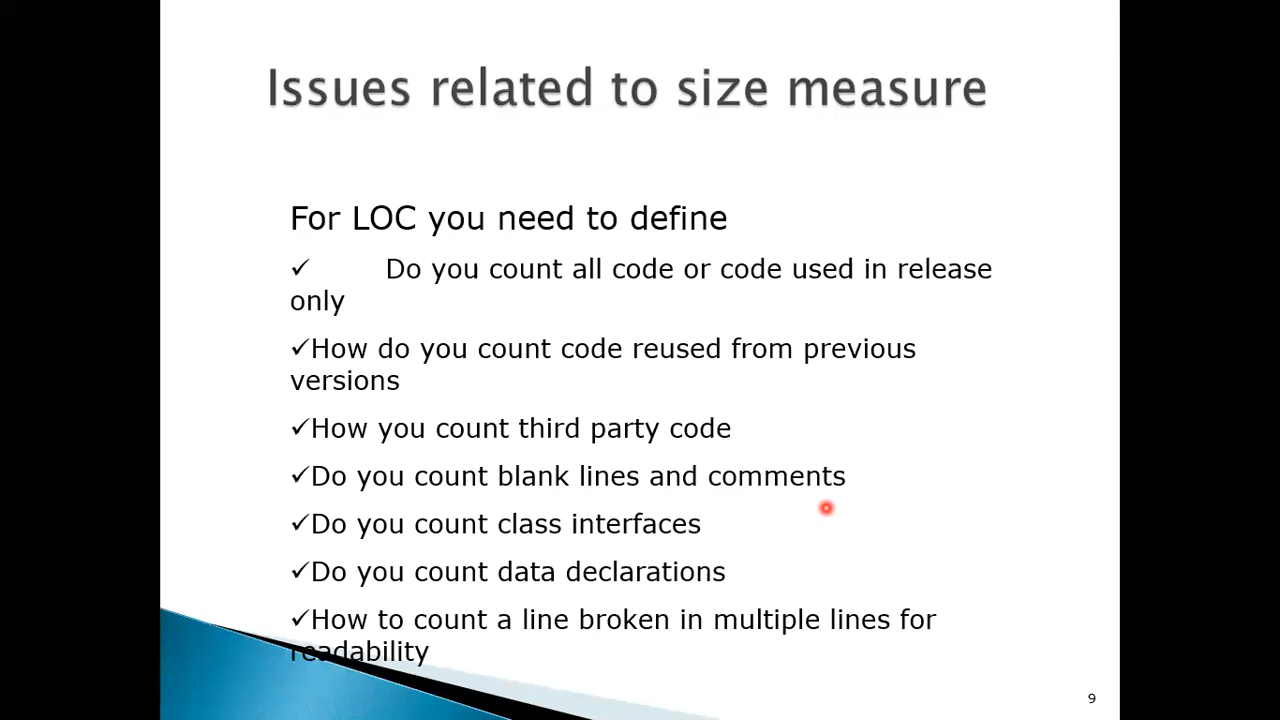 Issues related to size measure
For LOC you need to define
✓ Do you count all code or code used in release
only
✓How do you count code reused from previous
versions
✓How you count third party code
✓Do you count blank lines and comments
✓Do you count class interfaces
✓Do you count data declarations
✓How to count a line broken in multiple lines for
readability
9